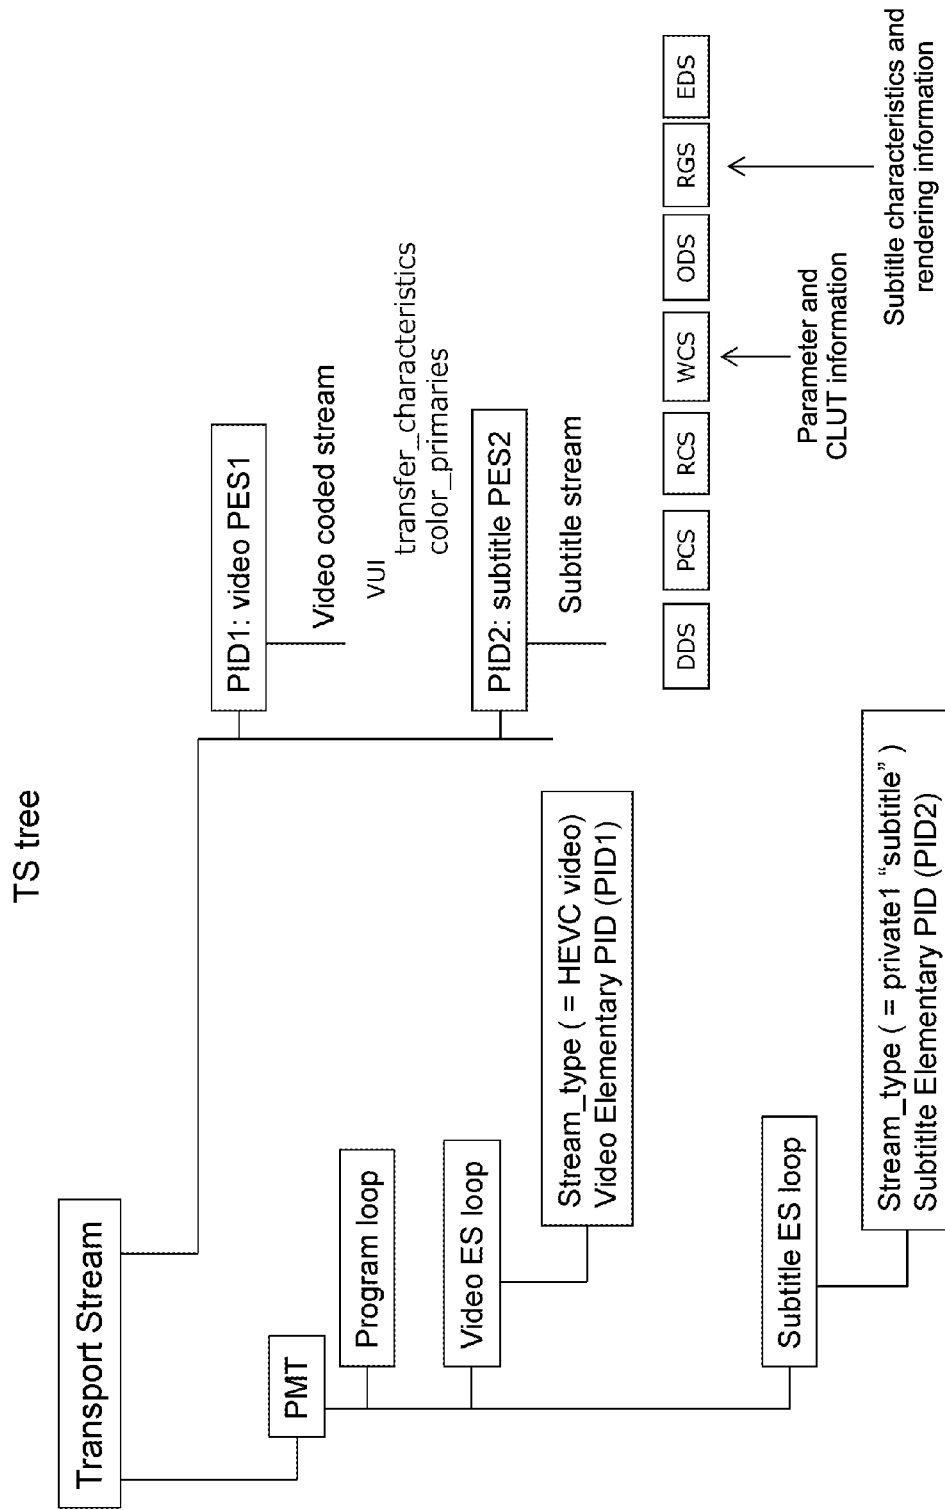 TS tree
Transport Stream
PMT
Program loop
Video ES loop
Stream_type ( = HEVC video)
Video Elementary PID (PID1)
Subtitle ES loop
Stream_type ( = private1 “subtitle” )
Subtitlte Elementary PID (PID2)
PID1: video PES1
Video coded stream
VUI
transfer_characteristics
color_primaries
PID2: subtitle PES2
Subtitle stream
DDS
PCS
RCS
WCS
ODS
RGS
EDS
Parameter and
CLUT information
Subtitle characteristics and
rendering information